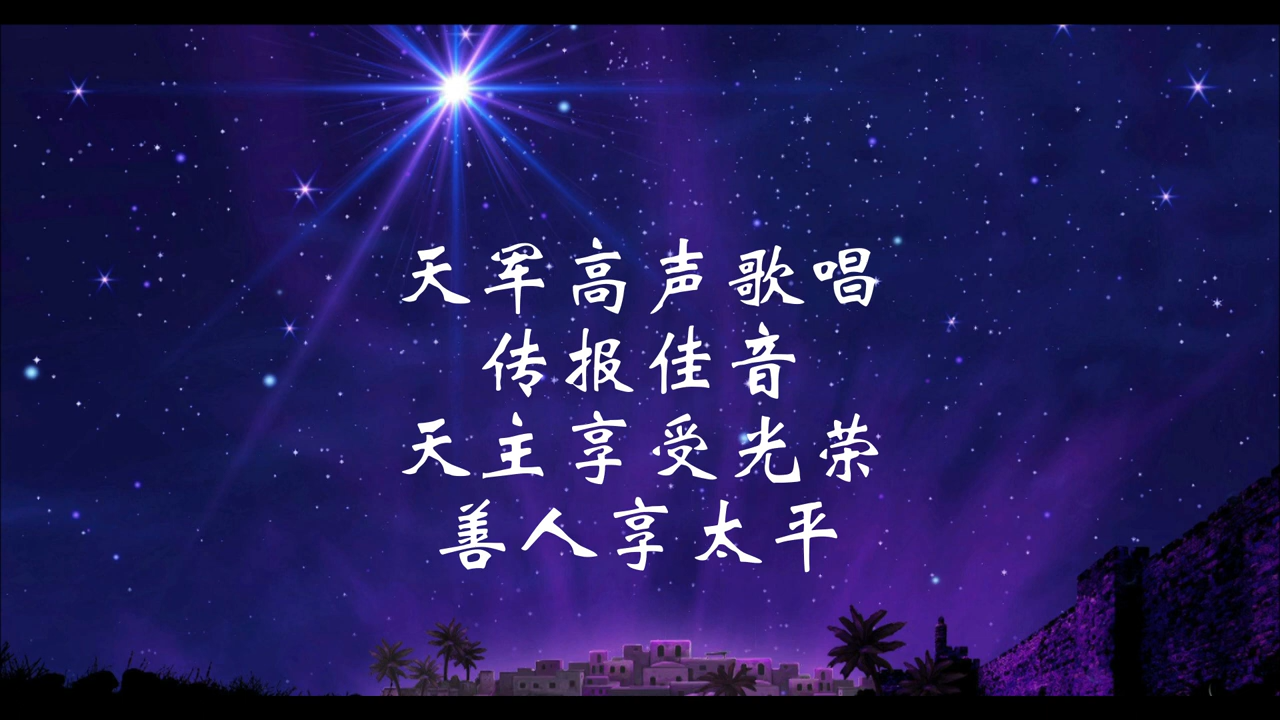 天军高声歌唱
传报佳音
天主享受光荣
善人享太平